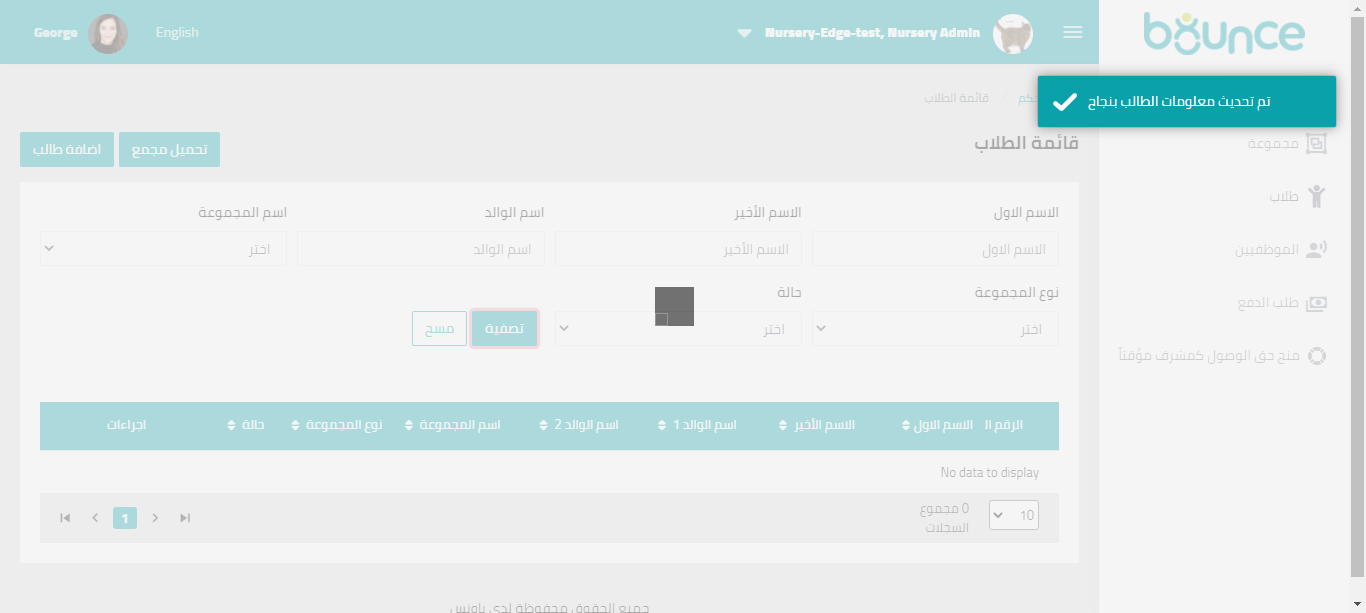 bounce
Nursery-Edge-test, Nursery Admin
English
George
تم تحديث معلومات الطالب بنجاح
قائمة الطلاب
مجموعة
طلاب
الموظفيين
طلب الدفع
منح حق الوصول كمشرف مؤقتاً
قائمة الطلاب
تحميل مجمع
اضافة طالب
الاسم الاول
الاسم الأخير
اسم الوالد
اسم المجموعة
الاسم الاول
الاسم الأخير
اسم الوالد
اختر
نوع المجموعة
حالة
اختر
اختر
تصفية
مسح
الرقم ال
الاسم الاول
الاسم الأخير
اسم الوالد 1
اسم الوالد 2
اسم المجموعة
نوع المجموعة
حالة
اجراءات
No data to display
10
0 مجموع
السجلات
1
جميع الحقوق محفوظة لدى باونس